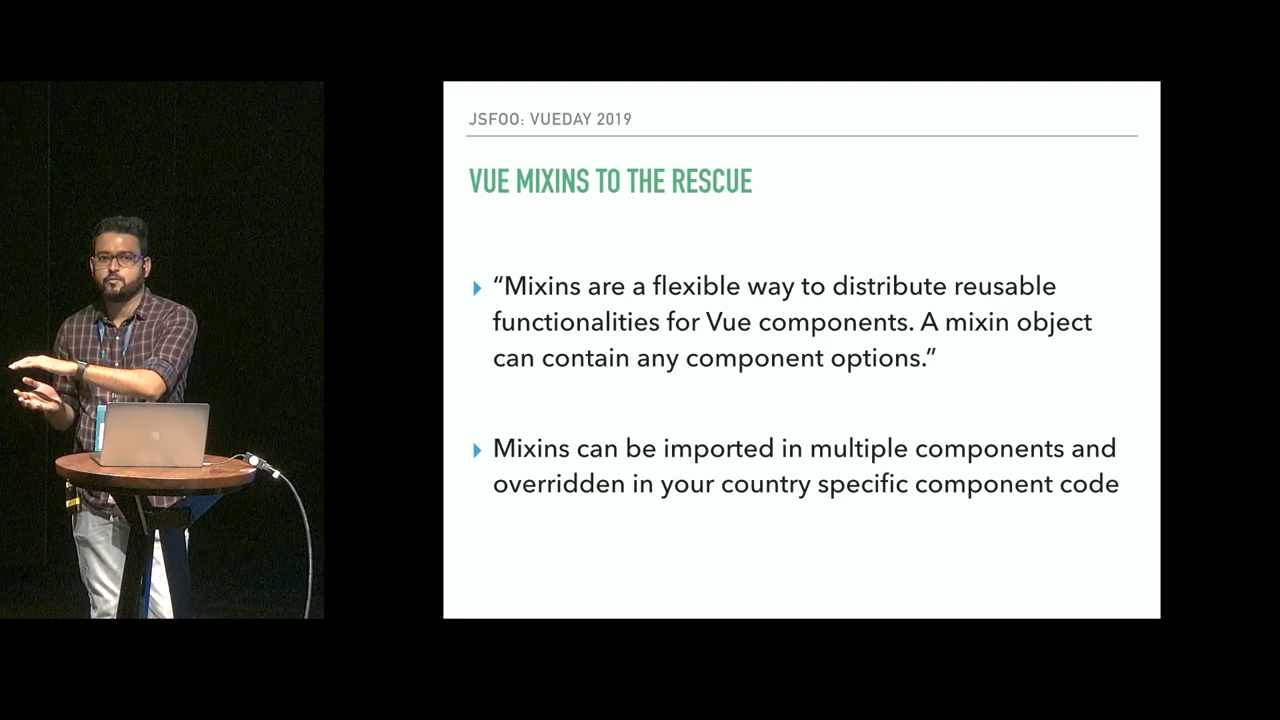 JSFOO: VUEDAY 2019
VUE MIXINS TO THE RESCUE
“Mixins are a flexible way to distribute reusable
functionalities for Vue components. A mixin object
can contain any component options.”
Mixins can be imported in multiple components and
overridden in your country specific component code